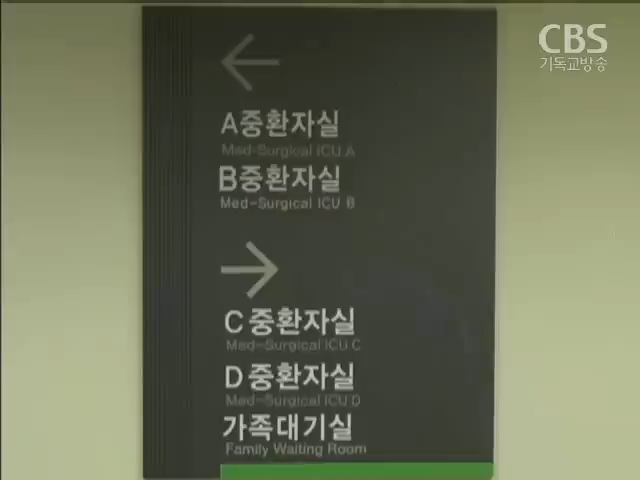 CBS
기독교방송
←
A중환자실
Med-Surgical ICU A
B중환자실
Med-Surgical ICU B
→
C중환자실
Med-Surgical ICU C
D중환자실
Med-Surgical ICU D
가족대기실
Family Waiting Room